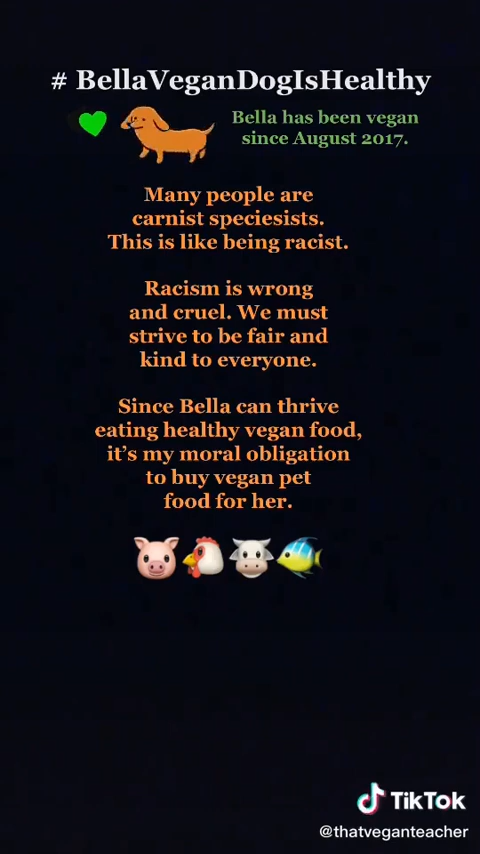 # BellaVeganDogIsHealthy
Bella has been vegan
since August 2017.
Many people are
carnist speciesists.
This is like being racist.
Racism is wrong
and cruel. We must
strive to be fair and
kind to everyone.
Since Bella can thrive
eating healthy vegan food,
it's my moral obligation
to buy vegan pet
food for her.
TikTok
@thatveganteacher